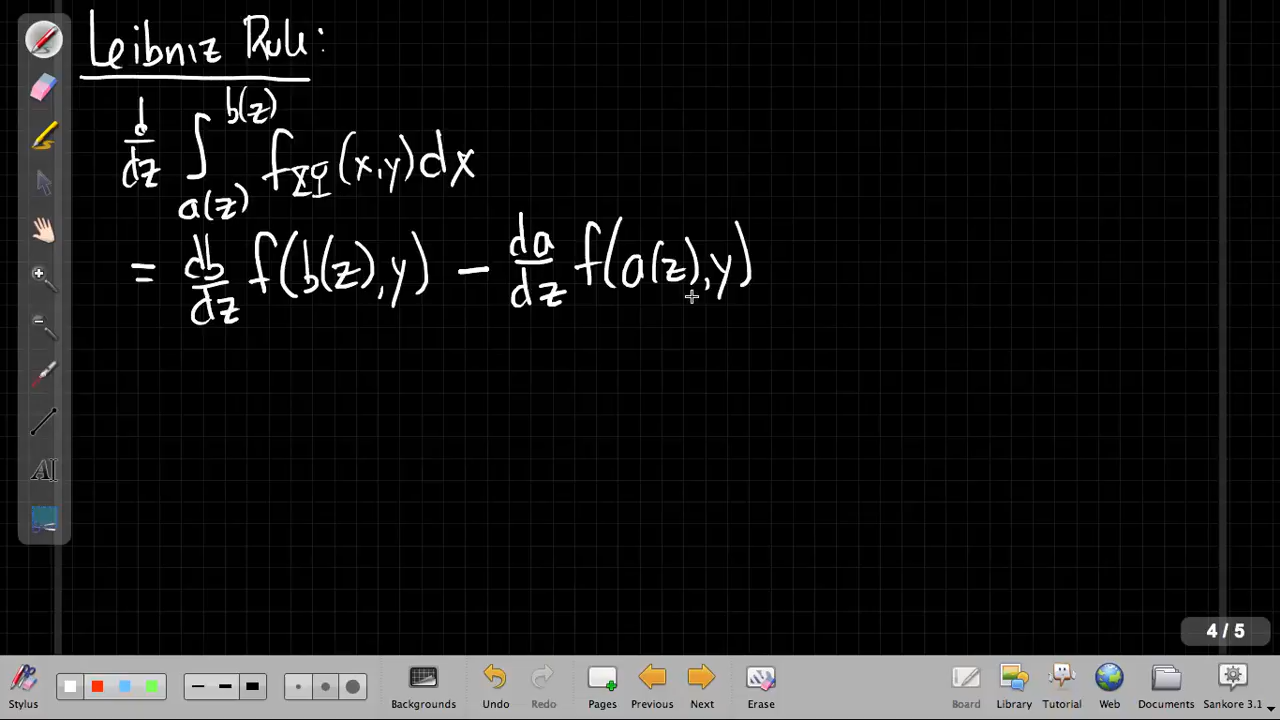 Leibniz Rule:
d/dz ∫_{a(z)}^{b(z)} f_{XY}(x,y)dx
= db/dz f(b(z),y) − da/dz f(a(z),y)
AI
4 / 5
Stylus
Backgrounds
Undo
Redo
Pages
Previous
Next
Erase
Board
Library
Tutorial
Web
Documents
Sankore 3.1